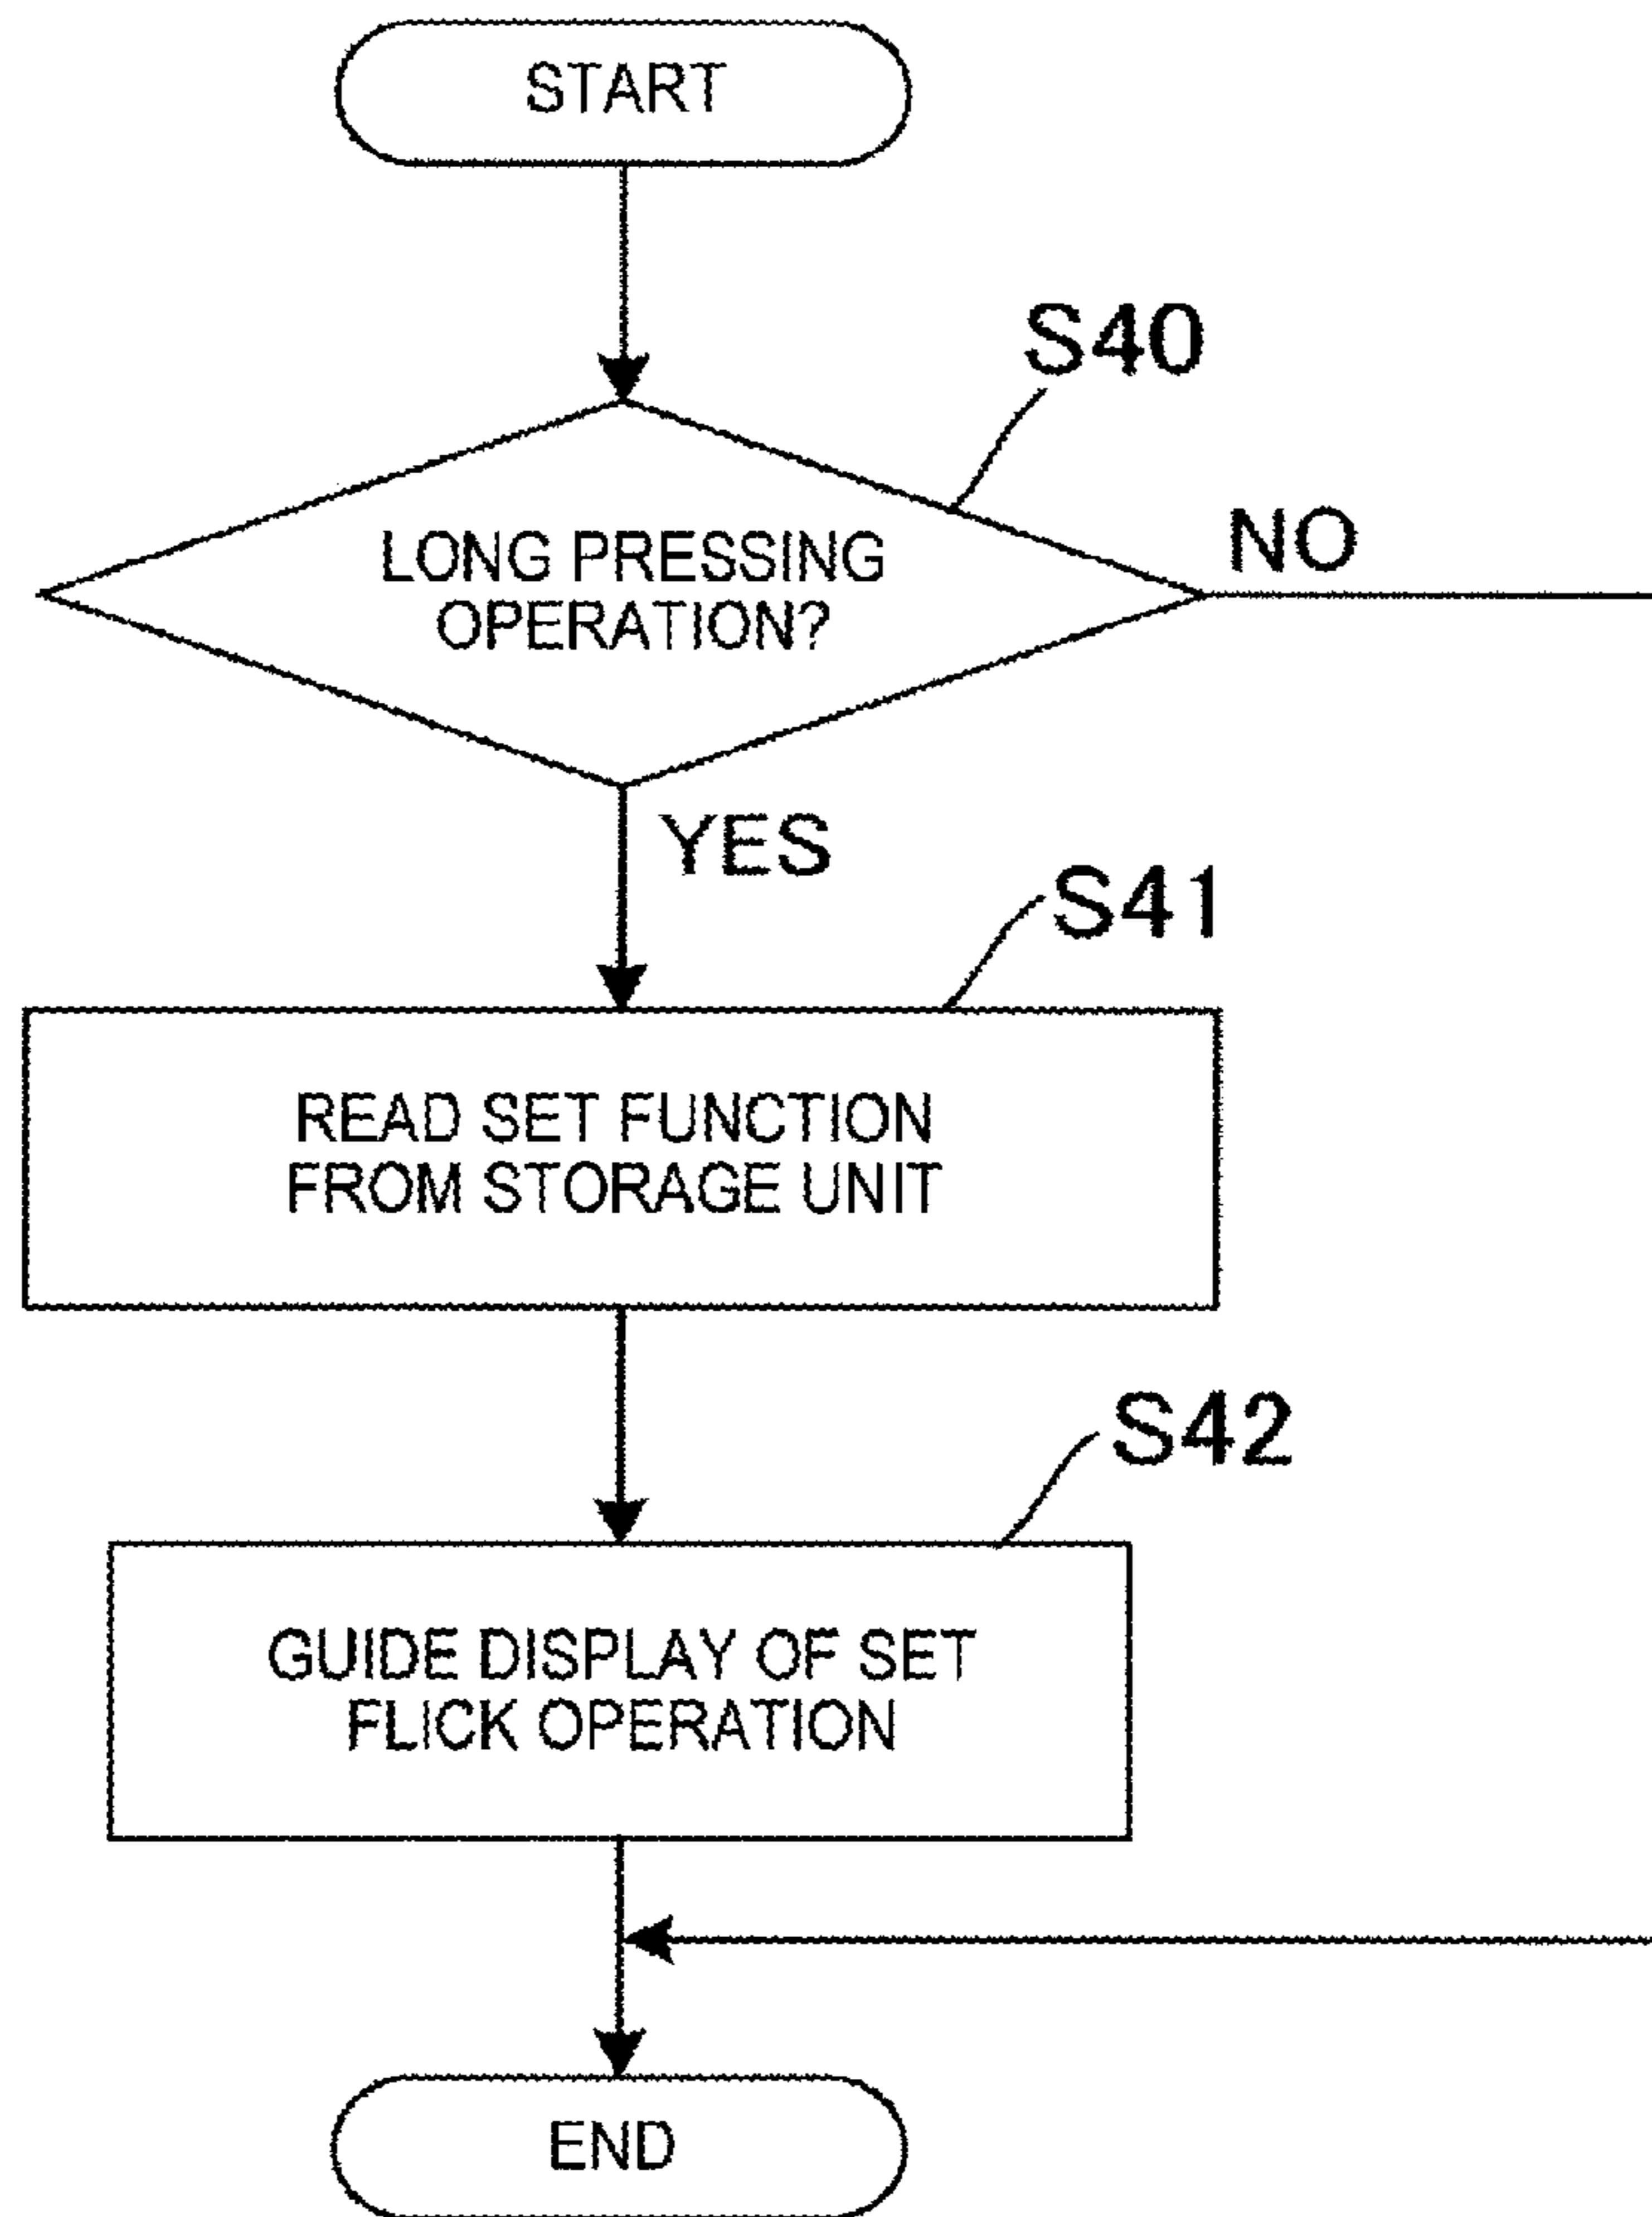 START
S40
LONG PRESSING
OPERATION?
NO
YES
S41
READ SET FUNCTION
FROM STORAGE UNIT
S42
GUIDE DISPLAY OF SET
FLICK OPERATION
END